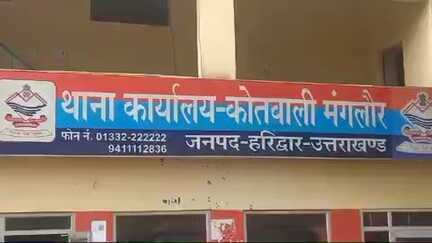 थाना कार्यालय-कोतवाली मंगलौर
फोन नं. 01332-222222
9411112836
जनपद-हरिद्वार-उत्तराखण्ड